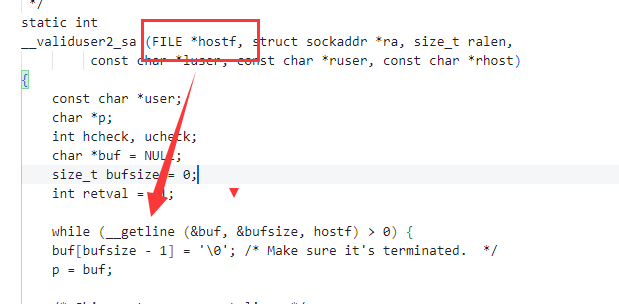 */
static int
__validuser2_sa (FILE *hostf, struct sockaddr *ra, size_t ralen,
const char *luser, const char *ruser, const char *rhost)
{
const char *user;
char *p;
int hcheck, ucheck;
char *buf = NULL;
size_t bufsize = 0;
int retval = 1;
while (__getline (&buf, &bufsize, hostf) > 0) {
buf[bufsize - 1] = '\0'; /* Make sure it's terminated. */
p = buf;